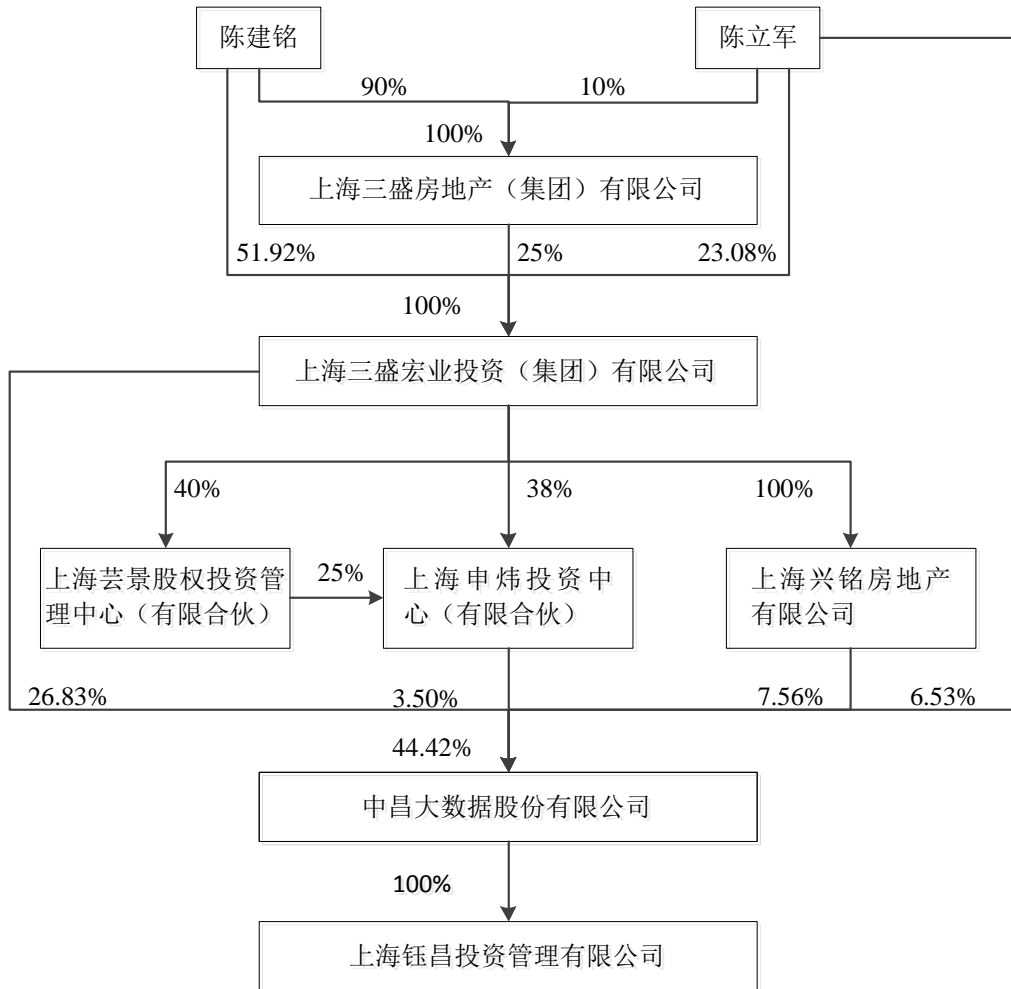 陈建铭
陈立军
90%
10%
100%
上海三盛房地产（集团）有限公司
51.92%
25%
23.08%
100%
上海三盛宏业投资（集团）有限公司
40%
38%
100%
上海芸景股权投资管
理中心（有限合伙）
25%
上海申炜投资中
心（有限合伙）
上海兴铭房地产
有限公司
26.83%
3.50%
7.56%
6.53%
44.42%
中昌大数据股份有限公司
100%
上海钰昌投资管理有限公司